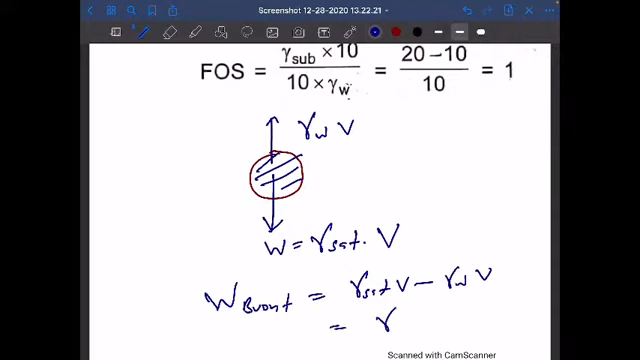 Screenshot 12-28-2020 13.22.21
FOS = γsub × 10 / 10 × γw = 20 − 10 / 10 = 1
γw V
W = γsat . V
WBuoant = γsat V − γw V
= γ
Scanned with CamScanner